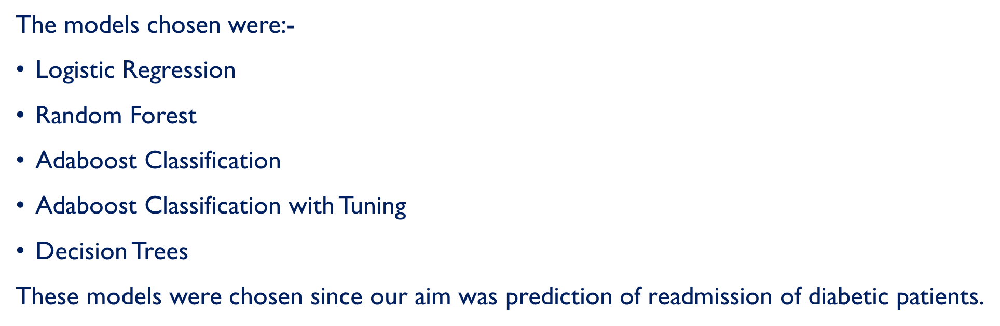 The models chosen were:-
• Logistic Regression
• Random Forest
• Adaboost Classification
• Adaboost Classification with Tuning
• Decision Trees
These models were chosen since our aim was prediction of readmission of diabetic patients.